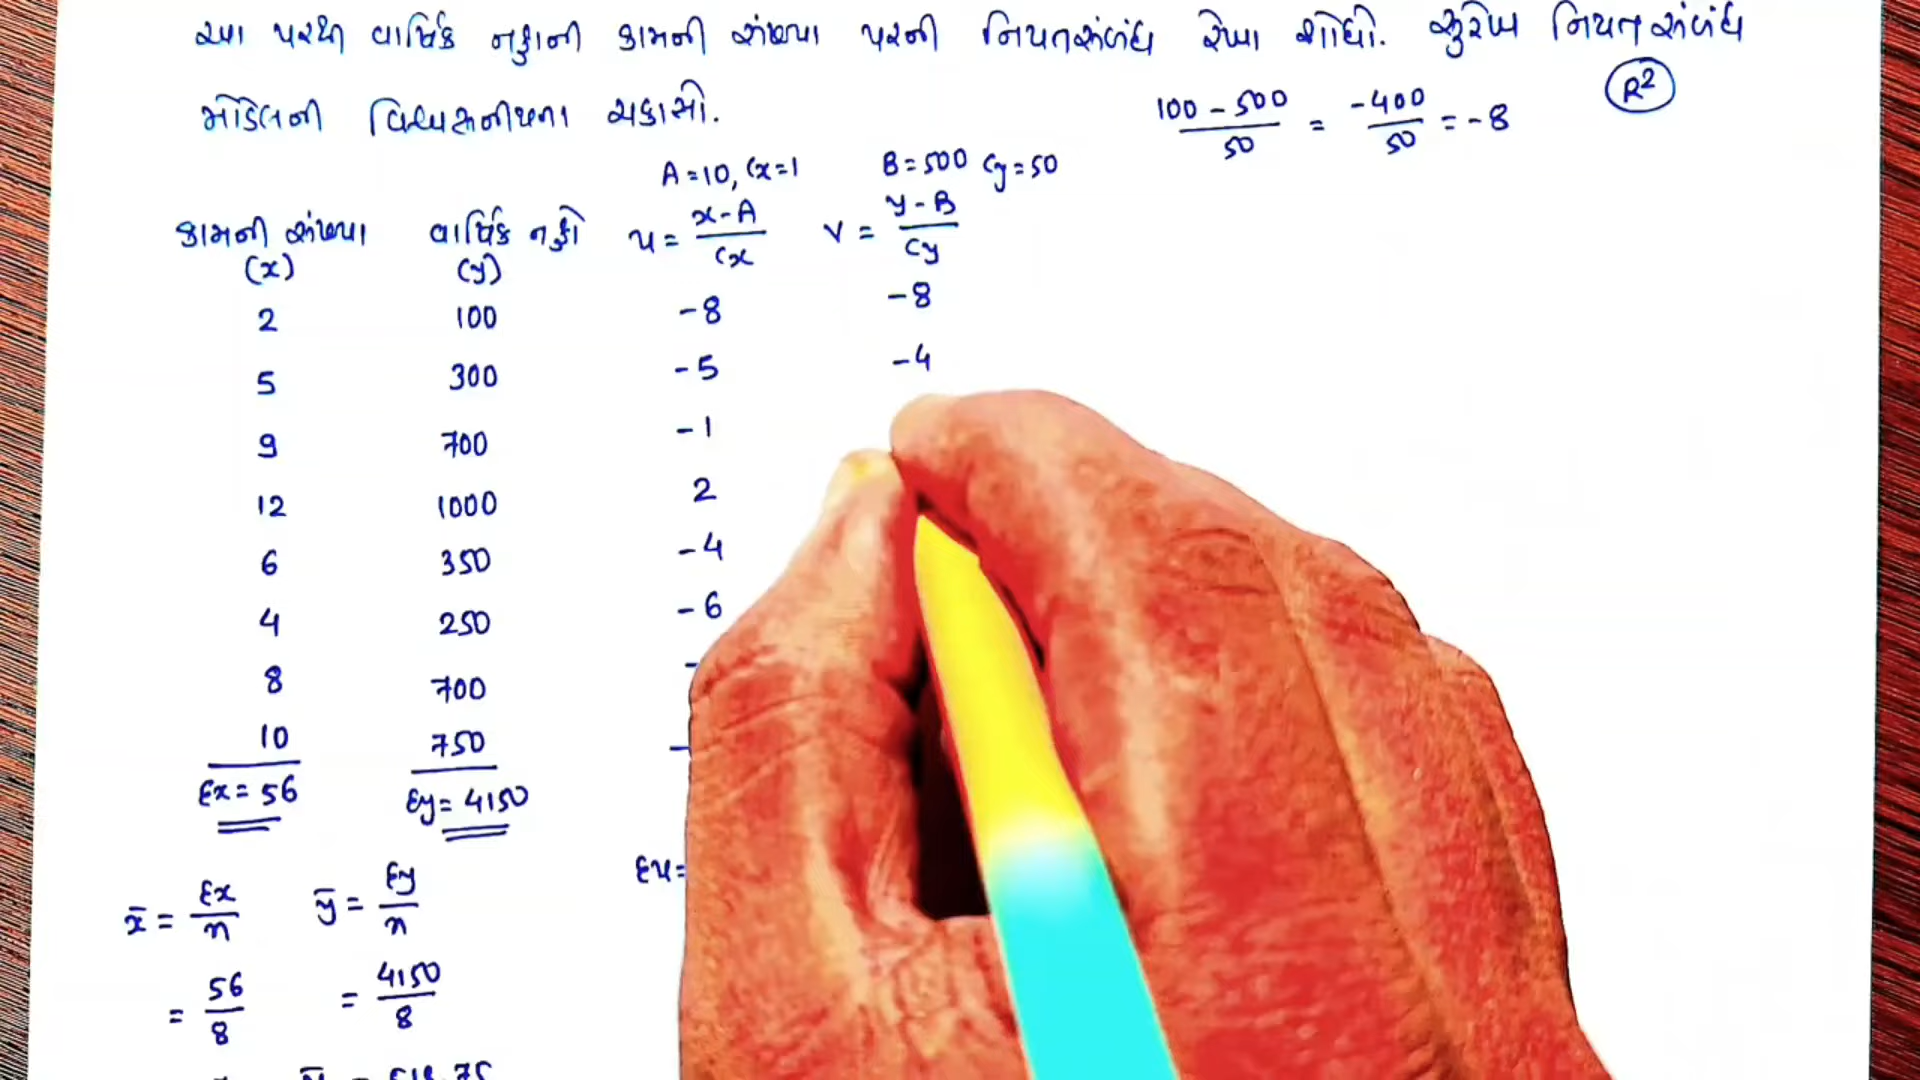 આ પરથી વાર્ષિક નફાની કામની સંખ્યા પરની નિયતસંબંધ રેખા શોધો. સુરેખ નિયતસંબંધ
મોડેલની વિશ્વસનીયતા ચકાસો. R²
100 - 500 / 50 = -400 / 50 = -8
A=10, Cx=1 B=500 Cy=50
કામની સંખ્યા (x) વાર્ષિક નફો (y) u = x-A / Cx v = y-B / Cy
2 100 -8 -8
5 300 -5 -4
9 700 -1
12 1000 2
6 350 -4
4 250 -6
8 700 -
10 750 -
Σx = 56 Σy = 4150
Σu =
x̄ = Σx / n ȳ = Σy / n
= 56 / 8 = 4150 / 8
= 518.75